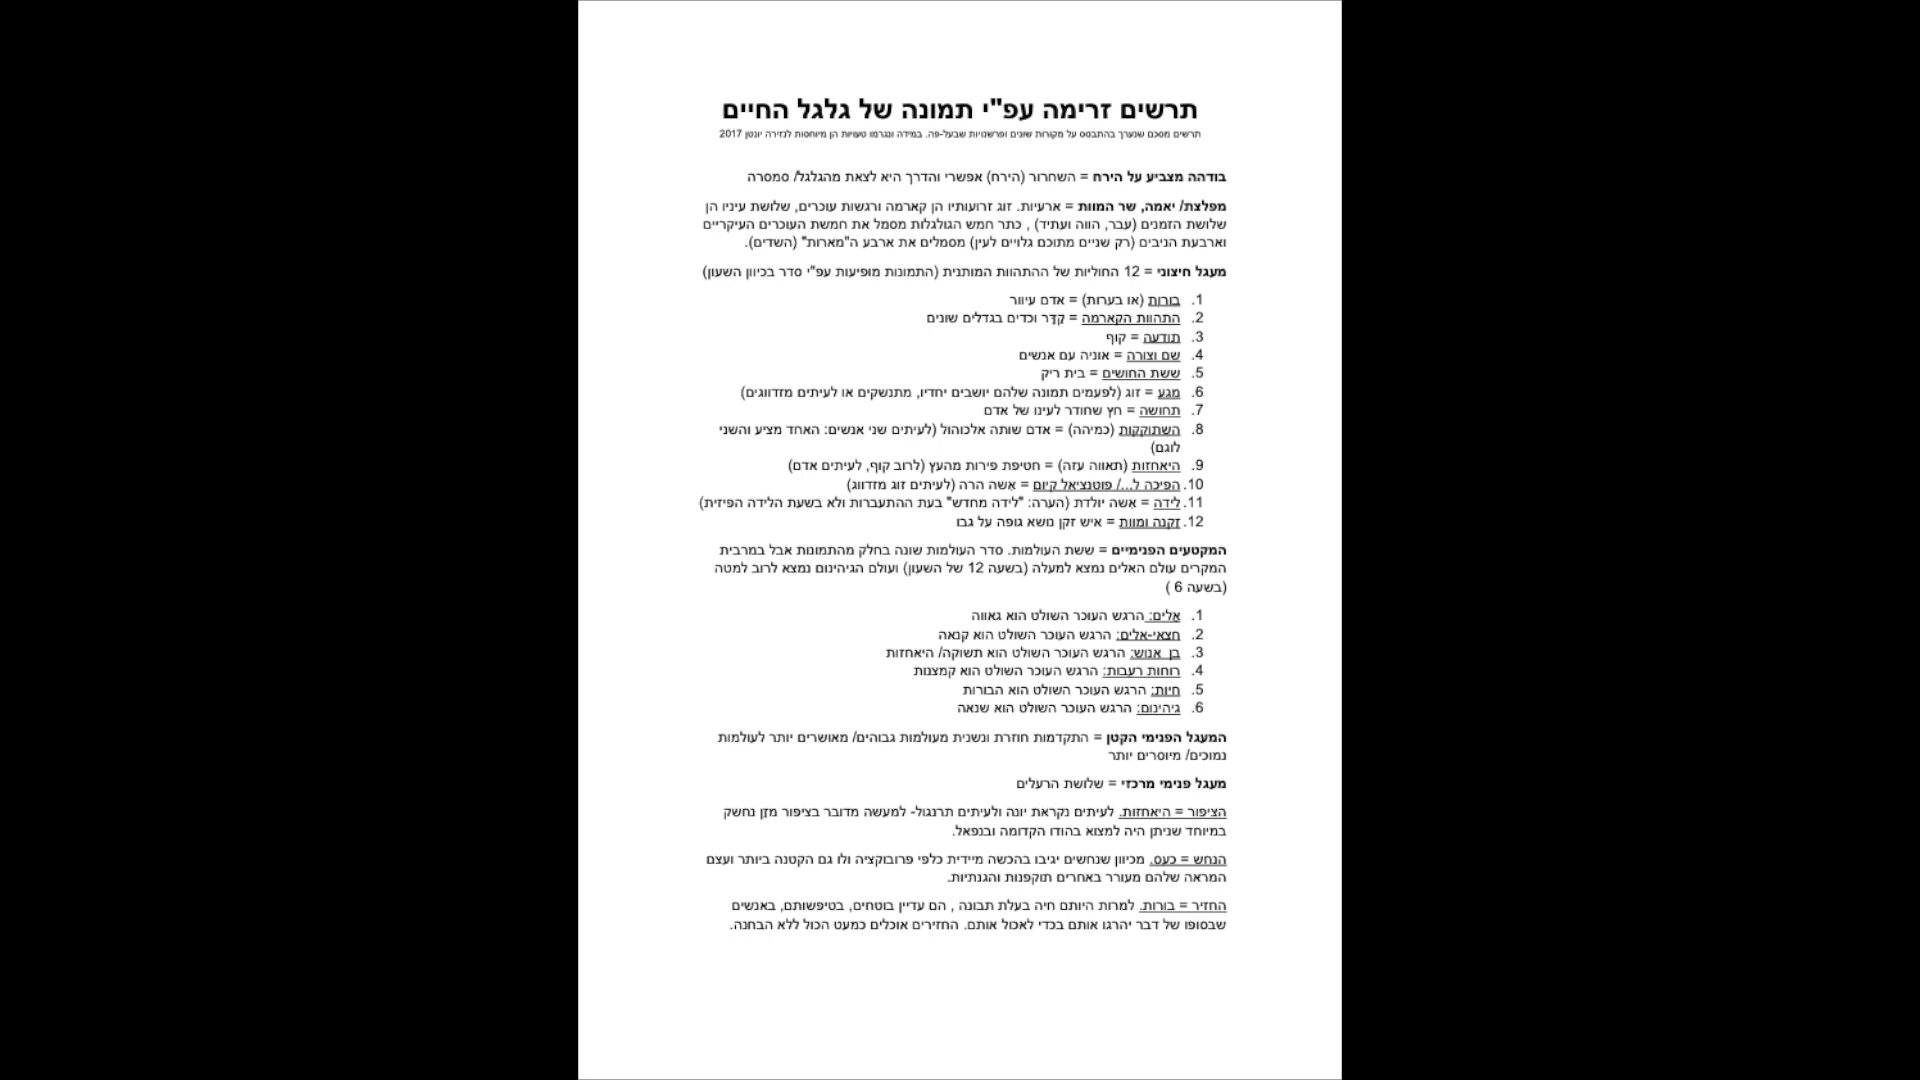 תרשים זרימה עפ"י תמונה של גלגל החיים
תרשים מסכם שנערך בהתבסס על מקורות שונים ופרשנויות שבעל-פה. במידה ונגרמו טעויות הן מיוחסות לנזירה יונטן 2017
בודהה מצביע על הירח = השחרור (הירח) אפשרי והדרך היא לצאת מהגלגל/ סמסרה
מפלצת/ יאמה, שר המוות = ארעיות. זוג זרועותיו הן קארמה ורגשות עוכרים, שלושת עיניו הן
שלושת הזמנים (עבר, הווה ועתיד) , כתר חמש הגולגלות מסמל את חמשת העוכרים העיקריים
וארבעת הניבים (רק שניים מתוכם גלויים לעין) מסמלים את ארבע ה"מארות" (השדים).
מעגל חיצוני = 12 החוליות של ההתהוות המותנית (התמונות מופיעות עפ"י סדר בכיוון השעון)
1. בורות (או בערות) = אדם עיוור
2. התהוות הקארמה = קַדָּר וכדים בגדלים שונים
3. תודעה = קוף
4. שם וצורה = אוניה עם אנשים
5. ששת החושים = בית ריק
6. מגע = זוג (לפעמים תמונה שלהם יושבים יחדיו, מתנשקים או לעיתים מזדווגים)
7. תחושה = חץ שחודר לעינו של אדם
8. השתוקקות (כמיהה) = אדם שותה אלכוהול (לעיתים שני אנשים: האחד מציע והשני
לוגם)
9. היאחזות (תאווה עזה) = חטיפת פירות מהעץ (לרוב קוף, לעיתים אדם)
10. הפיכה ל.../ פוטנציאל קיום = אשה הרה (לעיתים זוג מזדווג)
11. לידה = אשה יולדת (הערה: "לידה מחדש" בעת ההתעברות ולא בשעת הלידה הפיזית)
12. זקנה ומוות = איש זקן נושא גופה על גבו
המקטעים הפנימיים = ששת העולמות. סדר העולמות שונה בחלק מהתמונות אבל במרבית
המקרים עולם האלים נמצא למעלה (בשעה 12 של השעון) ועולם הגיהינום נמצא לרוב למטה
(בשעה 6 )
1. אלים: הרגש העוכר השולט הוא גאווה
2. חצאי-אלים: הרגש העוכר השולט הוא קנאה
3. בן אנוש: הרגש העוכר השולט הוא תשוקה/ היאחזות
4. רוחות רעבות: הרגש העוכר השולט הוא קמצנות
5. חיות: הרגש העוכר השולט הוא הבורות
6. גיהינום: הרגש העוכר השולט הוא שנאה
המעגל הפנימי הקטן = התקדמות חוזרת ונשנית מעולמות גבוהים/ מאושרים יותר לעולמות
נמוכים/ מיוסרים יותר
מעגל פנימי מרכזי = שלושת הרעלים
הציפור = היאחזות. לעיתים נקראת יונה ולעיתים תרנגול- למעשה מדובר בציפור מזן נחשק
במיוחד שניתן היה למצוא בהודו הקדומה ובנפאל.
הנחש = כעס. מכיוון שנחשים יגיבו בהכשה מיידית כלפי פרובוקציה ולו גם הקטנה ביותר ועצם
המראה שלהם מעורר באחרים תוקפנות והגנתיות.
החזיר = בורות. למרות היותם חיה בעלת תבונה , הם עדיין בוטחים, בטיפשותם, באנשים
שבסופו של דבר יהרגו אותם בכדי לאכול אותם. החזירים אוכלים כמעט הכול ללא הבחנה.